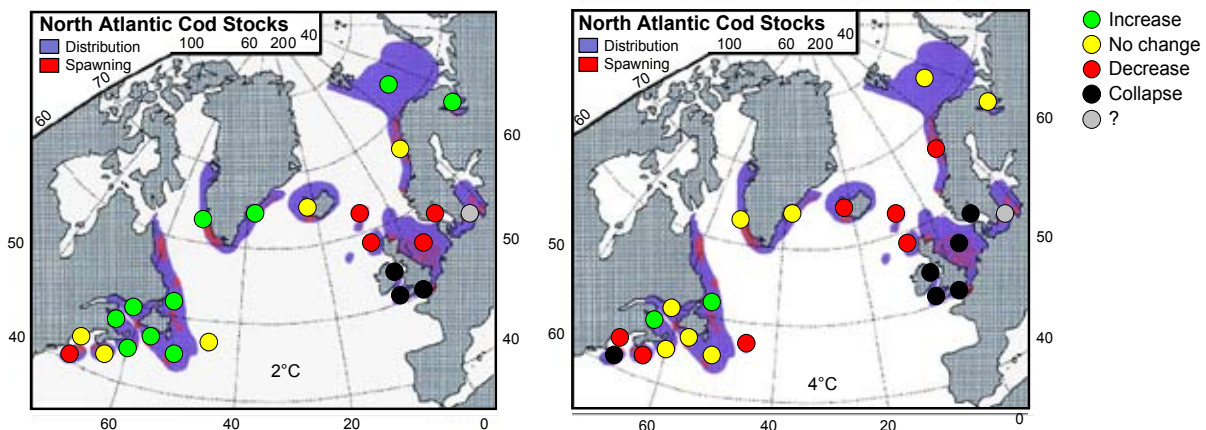 North Atlantic Cod Stocks
Distribution
Spawning
100 60 200 40
70
60
60
50
50
40
40
2°C
60 40 20 0
North Atlantic Cod Stocks
Distribution
Spawning
100 60 200 40
70
60
60
50
50
40
60
4°C
60 40 20 0
Increase
No change
Decrease
Collapse
?